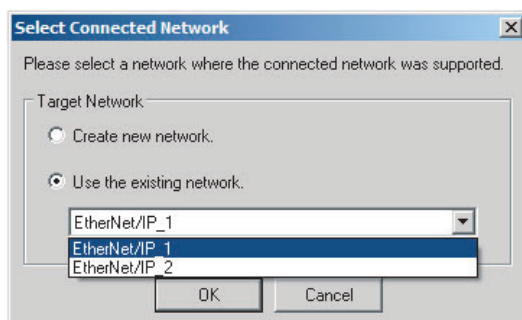 Select Connected Network
Please select a network where the connected network was supported.
Target Network
Create new network.
Use the existing network.
EtherNet/IP_1
EtherNet/IP_1
EtherNet/IP_2
OK Cancel